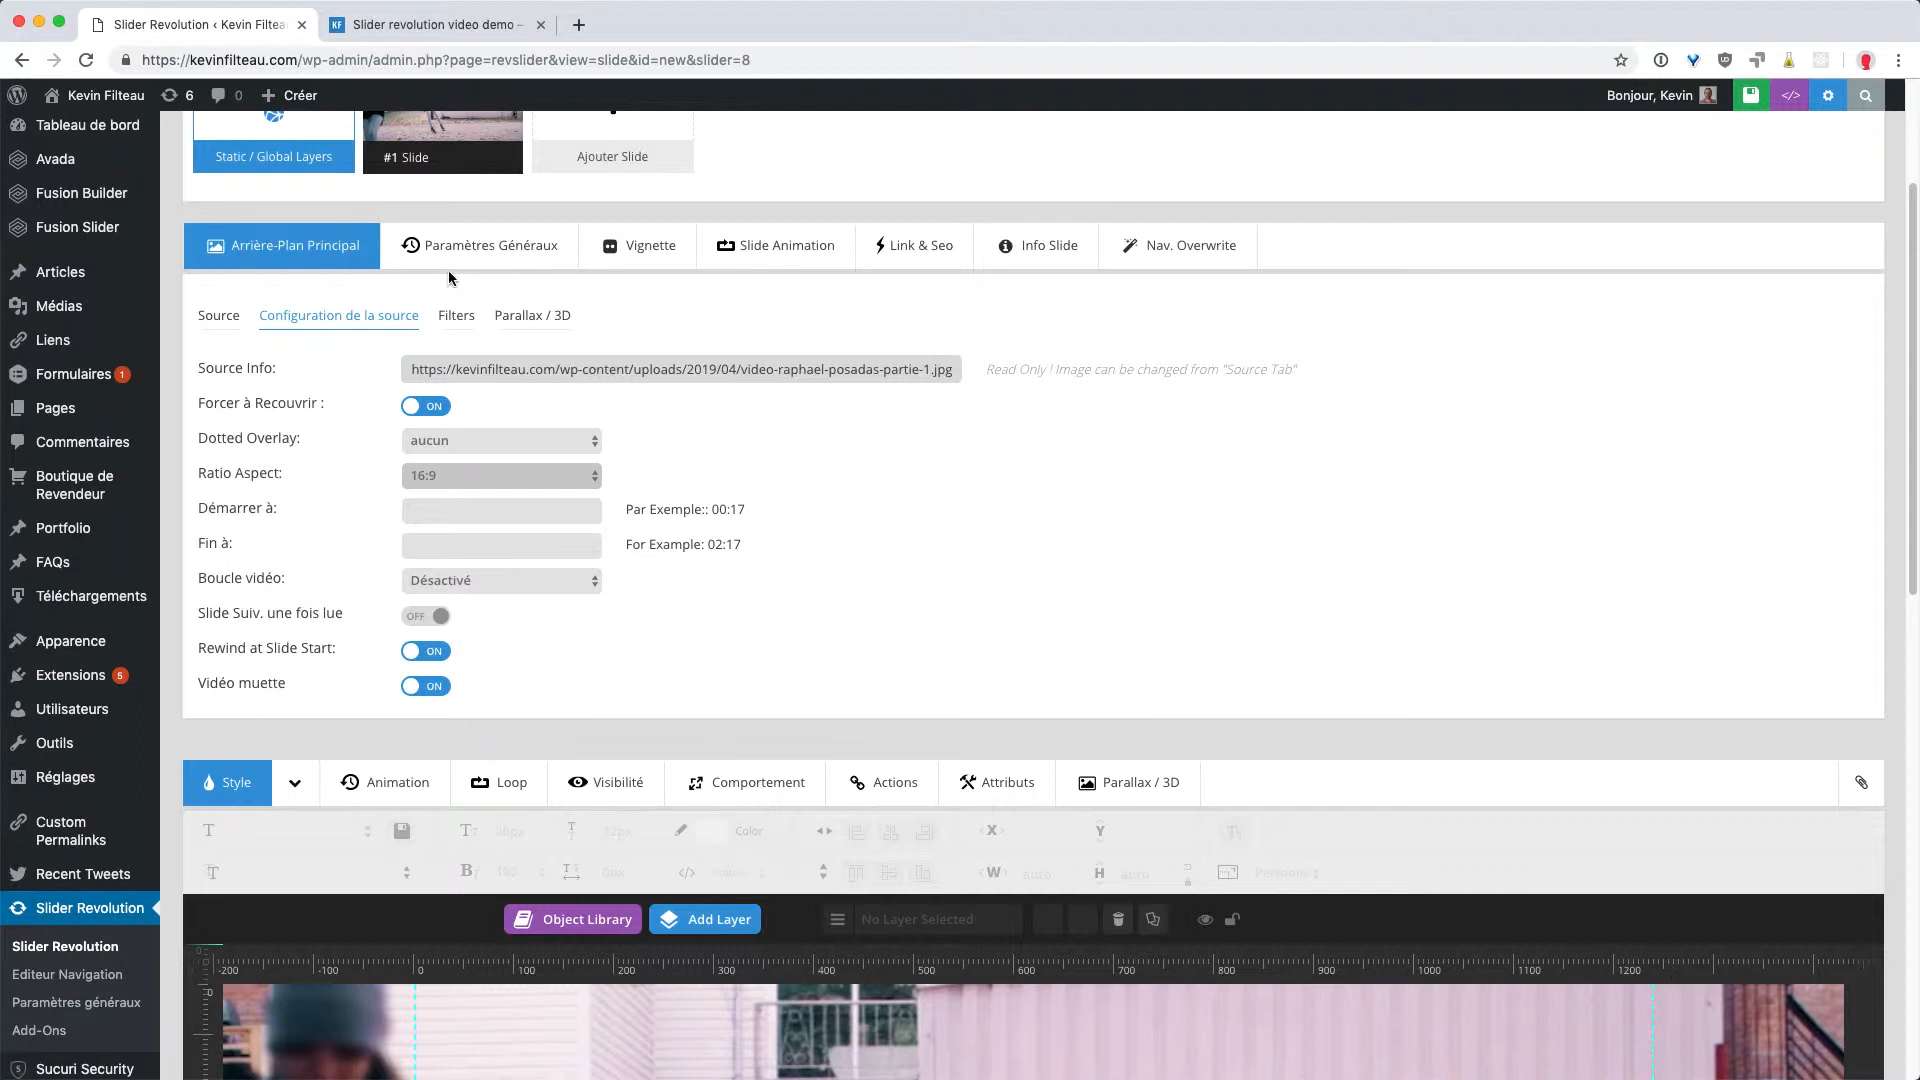 Slider Revolution ‹ Kevin Filtea
KF Slider revolution video demo –
https://kevinfilteau.com/wp-admin/admin.php?page=revslider&view=slide&id=new&slider=8
Kevin Filteau 6 0 Créer
Bonjour, Kevin
Tableau de bord
Avada
Fusion Builder
Fusion Slider
Articles
Médias
Liens
Formulaires 1
Pages
Commentaires
Boutique de
Revendeur
Portfolio
FAQs
Téléchargements
Apparence
Extensions 5
Utilisateurs
Outils
Réglages
Custom
Permalinks
Recent Tweets
Slider Revolution
Slider Revolution
Editeur Navigation
Paramètres généraux
Add-Ons
Sucuri Security
Static / Global Layers
#1 Slide
Ajouter Slide
Arrière-Plan Principal
Paramètres Généraux
Vignette
Slide Animation
Link & Seo
Info Slide
Nav. Overwrite
Source
Configuration de la source
Filters
Parallax / 3D
Source Info: https://kevinfilteau.com/wp-content/uploads/2019/04/video-raphael-posadas-partie-1.jpg Read Only ! Image can be changed from "Source Tab"
Forcer à Recouvrir : ON
Dotted Overlay: aucun
Ratio Aspect: 16:9
Démarrer à: Par Exemple:: 00:17
Fin à: For Example: 02:17
Boucle vidéo: Désactivé
Slide Suiv. une fois lue OFF
Rewind at Slide Start: ON
Vidéo muette ON
Style
Animation
Loop
Visibilité
Comportement
Actions
Attributs
Parallax / 3D
Color X Y
W auto H auto
Object Library
Add Layer
No Layer Selected
-200 -100 0 100 200 300 400 500 600 700 800 900 1000 1100 1200